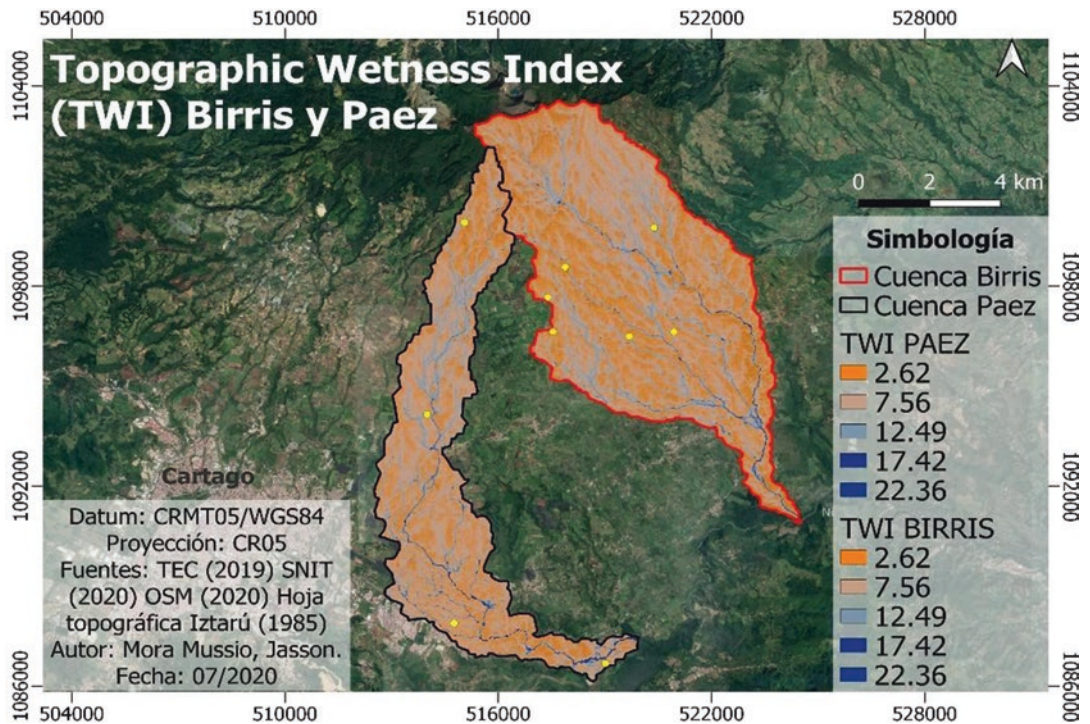 504000 510000 516000 522000 528000
Topographic Wetness Index
(TWI) Birris y Paez
1104000
1104000
0 2 4 km
Simbología
Cuenca Birris
Cuenca Paez
1098000
1098000
TWI PAEZ
2.62
7.56
12.49
17.42
22.36
Cartago
1092000
1092000
Datum: CRMT05/WGS84
Proyección: CR05
Fuentes: TEC (2019) SNIT
(2020) OSM (2020) Hoja
topográfica Iztarú (1985)
Autor: Mora Mussio, Jasson.
Fecha: 07/2020
TWI BIRRIS
2.62
7.56
12.49
17.42
22.36
1086000
1086000
504000 510000 516000 522000 528000